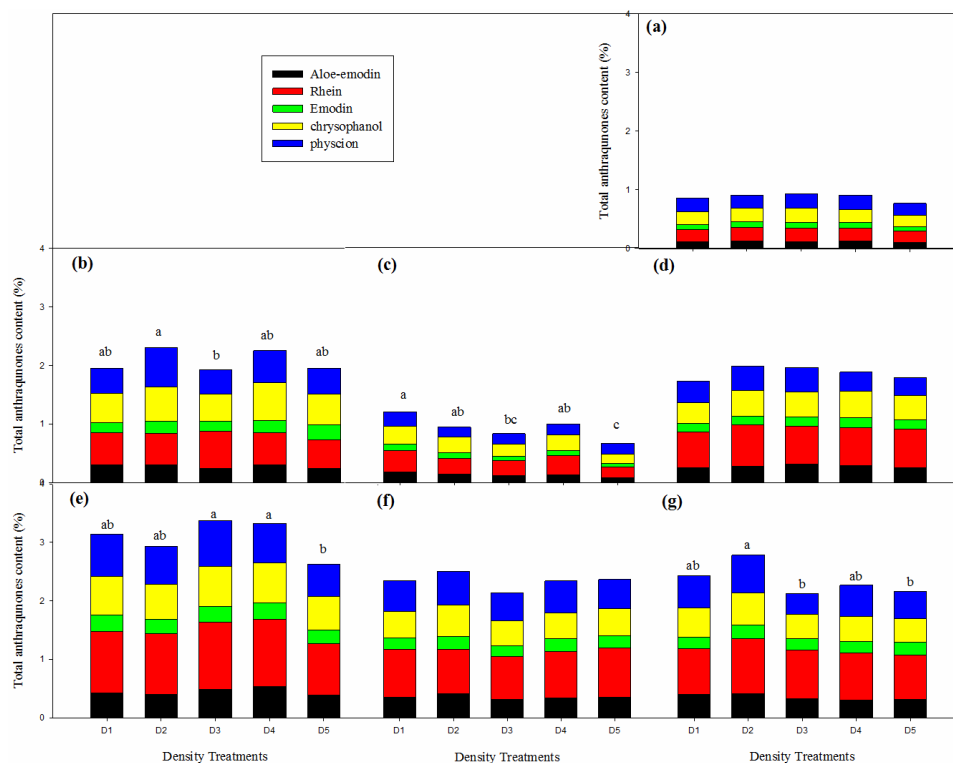 (a)
Total anthraqunones content (%)
4
3
2
1
0
Aloe-emodin
Rhein
Emodin
chrysophanol
physcion
(b)
(c)
(d)
Total anthraqunones content (%)
4
3
2
1
0
ab
a
b
ab
ab
a
ab
bc
ab
c
(e)
(f)
(g)
Total anthraqunones content (%)
4
3
2
1
0
ab
ab
a
a
b
ab
a
b
ab
b
D1 D2 D3 D4 D5
D1 D2 D3 D4 D5
D1 D2 D3 D4 D5
Density Treatments
Density Treatments
Density Treatments